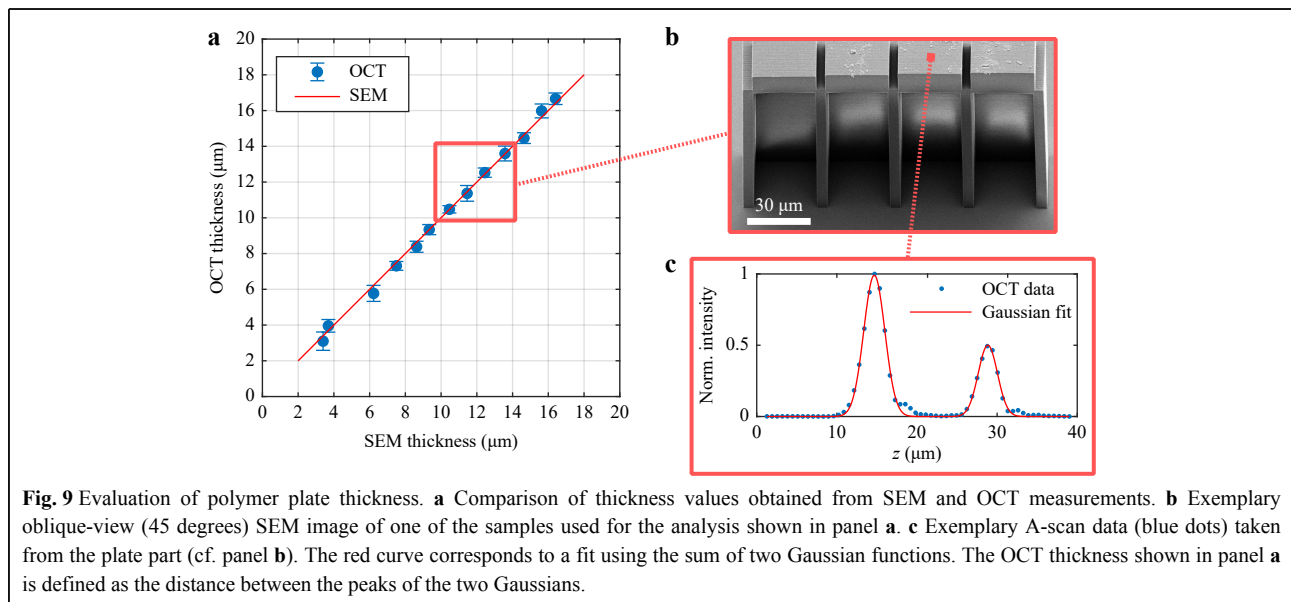 a
20
18
16
14
12
10
8
6
4
2
0
OCT thickness (μm)
OCT
SEM
0 2 4 6 8 10 12 14 16 18 20
SEM thickness (μm)
b
30 μm
c
1
0.5
0
Norm. intensity
OCT data
Gaussian fit
0 10 20 30 40
z (μm)
Fig. 9 Evaluation of polymer plate thickness. a Comparison of thickness values obtained from SEM and OCT measurements. b Exemplary
oblique-view (45 degrees) SEM image of one of the samples used for the analysis shown in panel a. c Exemplary A-scan data (blue dots) taken
from the plate part (cf. panel b). The red curve corresponds to a fit using the sum of two Gaussian functions. The OCT thickness shown in panel a
is defined as the distance between the peaks of the two Gaussians.